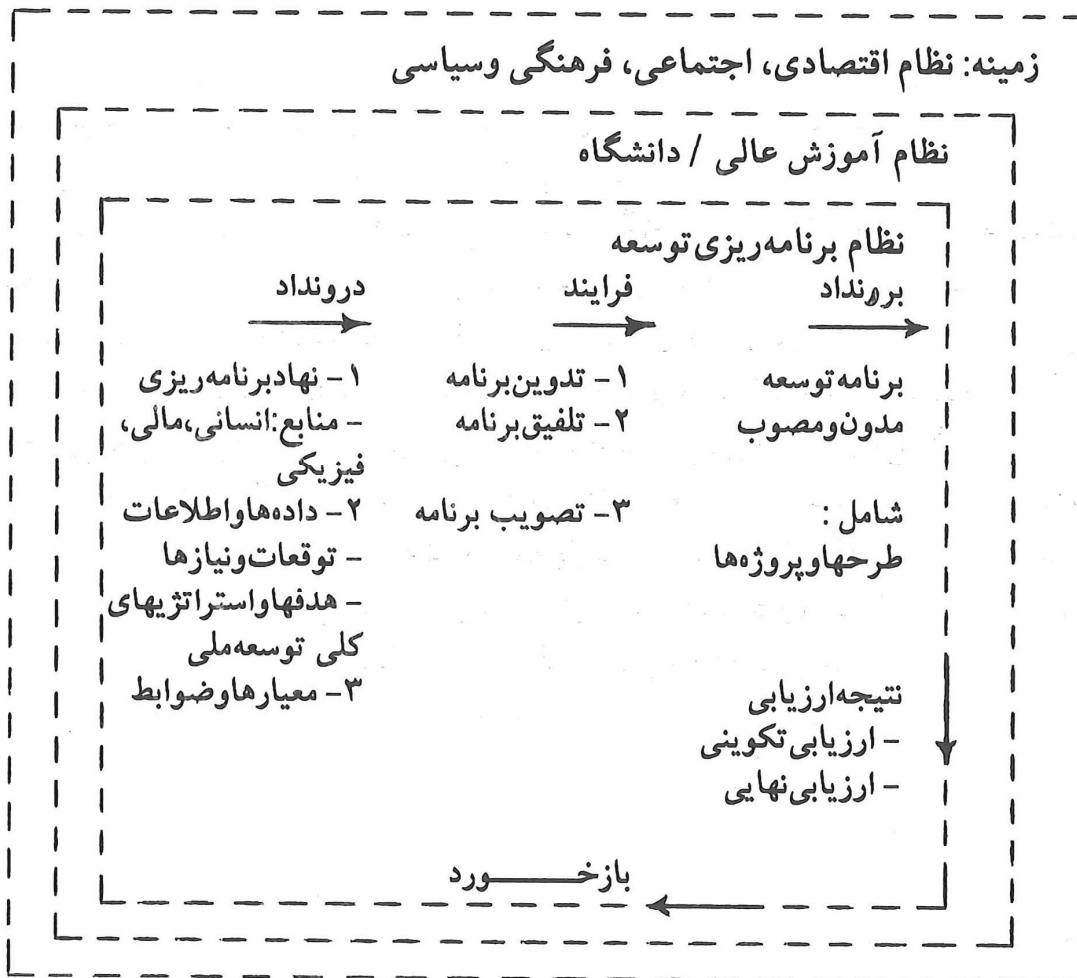 زمینه: نظام اقتصادی، اجتماعی، فرهنگی وسیاسی
نظام آموزش عالی / دانشگاه
نظام برنامه‌ریزی توسعه
درونداد
۱- نهادبرنامه‌ریزی
- منابع:انسانی،مالی،
فیزیکی
۲- داده‌هاواطلاعات
- توقعات‌ونیازها
- هدفهاواستراتژیهای
کلی توسعه‌ملی
۳- معیارهاوضوابط
فرایند
۱- تدوین‌برنامه
۲- تلفیق‌برنامه
۳- تصویب برنامه
برونداد
برنامه‌توسعه
مدون‌ومصوب
شامل :
طرحهاوپروژه‌ها
نتیجه‌ارزیابی
- ارزیابی‌تکوینی
- ارزیابی‌نهایی
بازخـــــورد